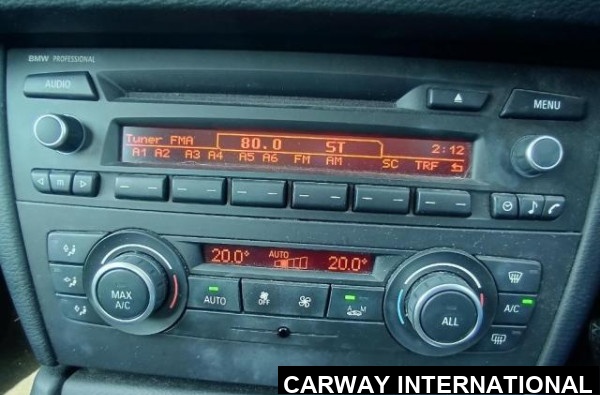 BMW PROFESSIONAL
AUDIO
MENU
Tuner FMA 80.0 ST 2:12
A1 A2 A3 A4 A5 A6 FM AM SC TRF
20.0° AUTO 20.0°
MAX A/C
AUTO
OFF
A M
ALL
A/C
CARWAY INTERNATIONAL